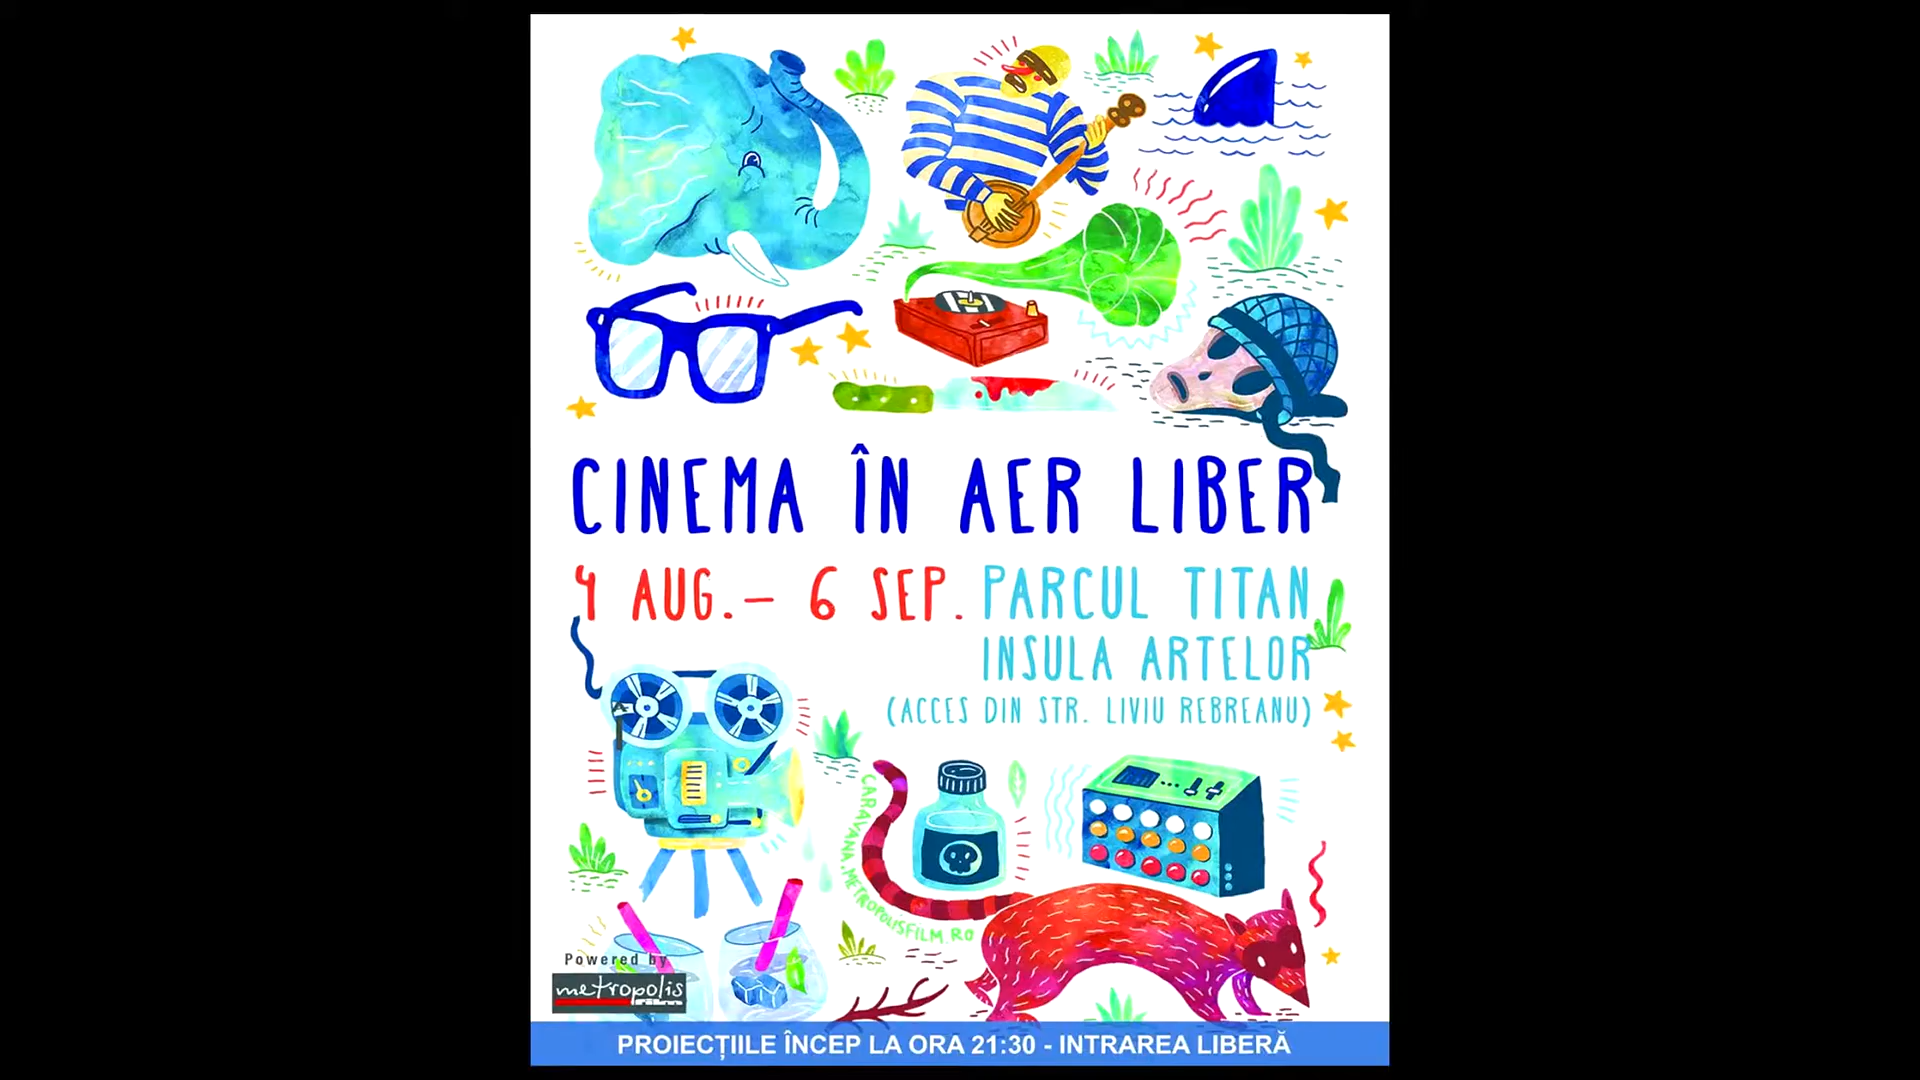 CINEMA ÎN AER LIBER
4 AUG. – 6 SEP. PARCUL TITAN
INSULA ARTELOR
(ACCES DIN STR. LIVIU REBREANU)
CARAVANA.METROPOLISFILM.RO
Powered by
metropolis
film
PROIECȚIILE ÎNCEP LA ORA 21:30 - INTRAREA LIBERĂ